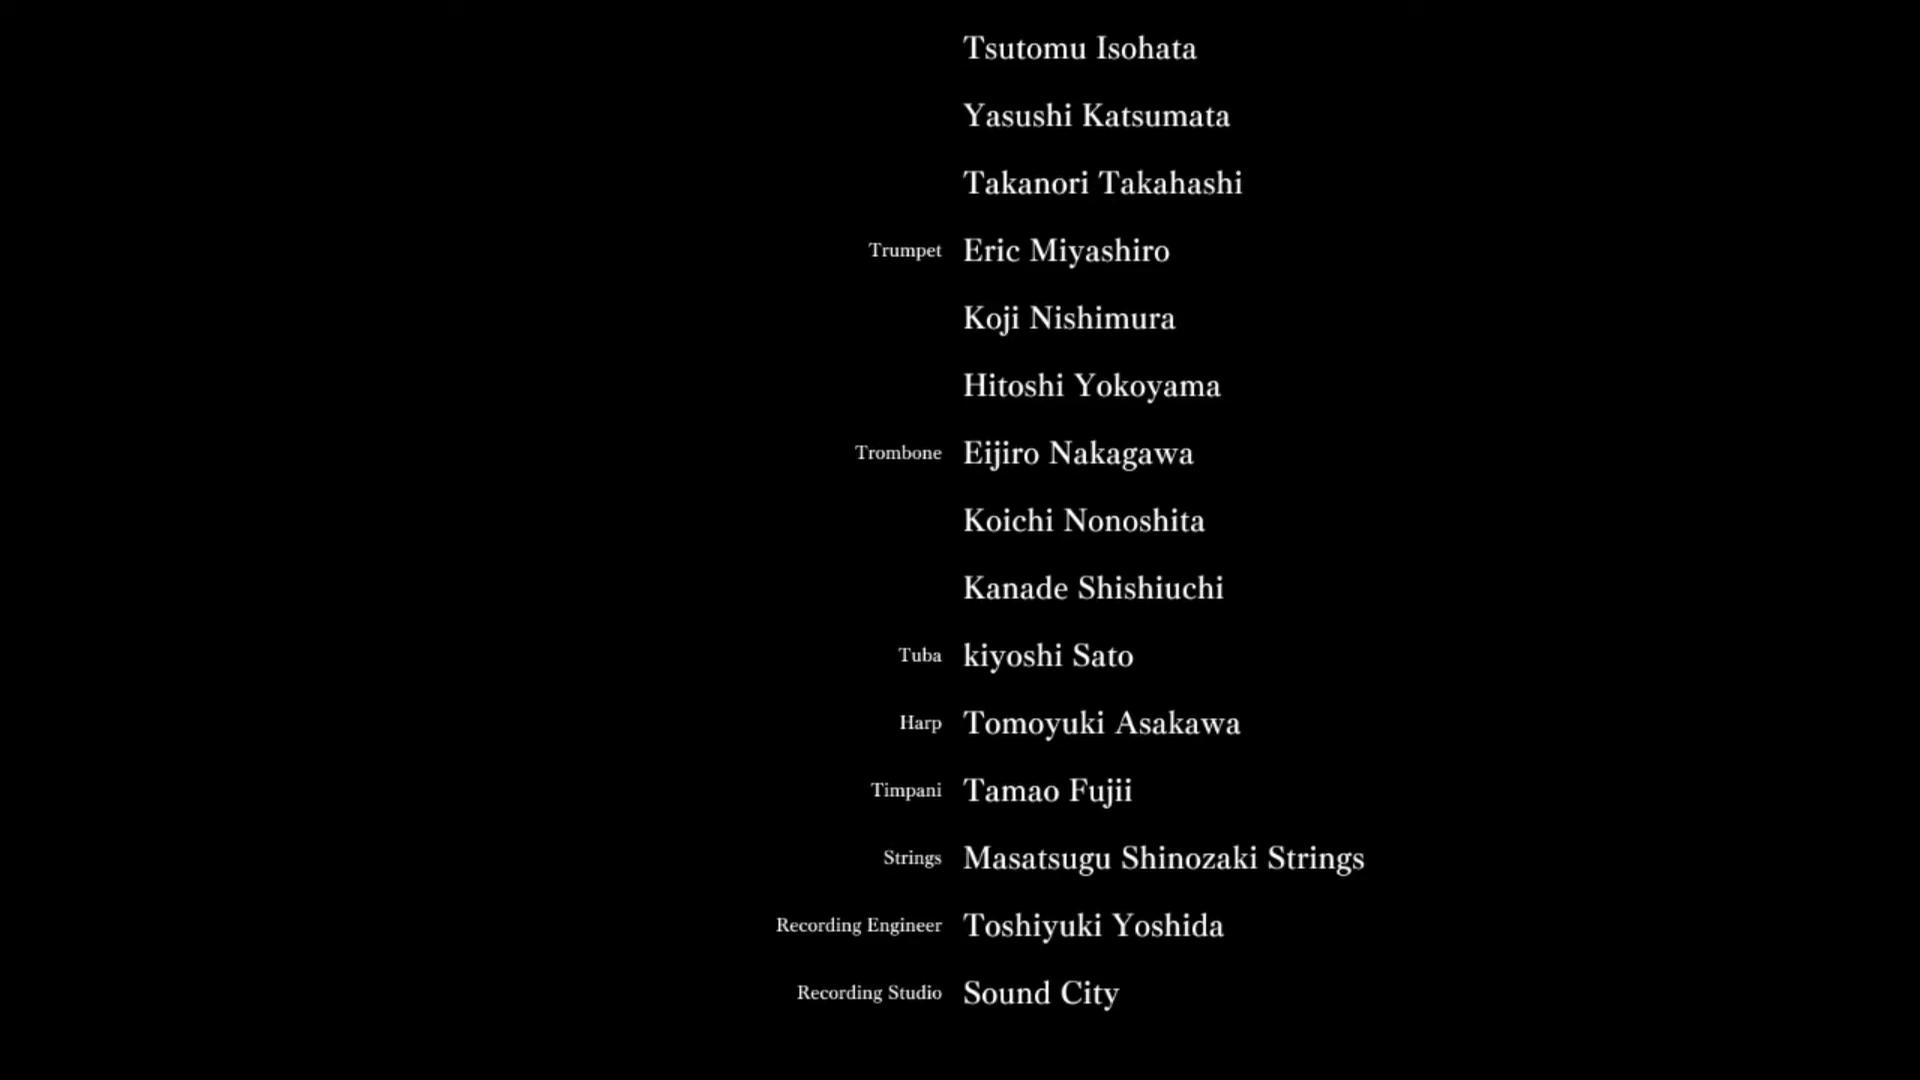 Tsutomu Isohata
Yasushi Katsumata
Takanori Takahashi
Trumpet Eric Miyashiro
Koji Nishimura
Hitoshi Yokoyama
Trombone Eijiro Nakagawa
Koichi Nonoshita
Kanade Shishiuchi
Tuba kiyoshi Sato
Harp Tomoyuki Asakawa
Timpani Tamao Fujii
Strings Masatsugu Shinozaki Strings
Recording Engineer Toshiyuki Yoshida
Recording Studio Sound City